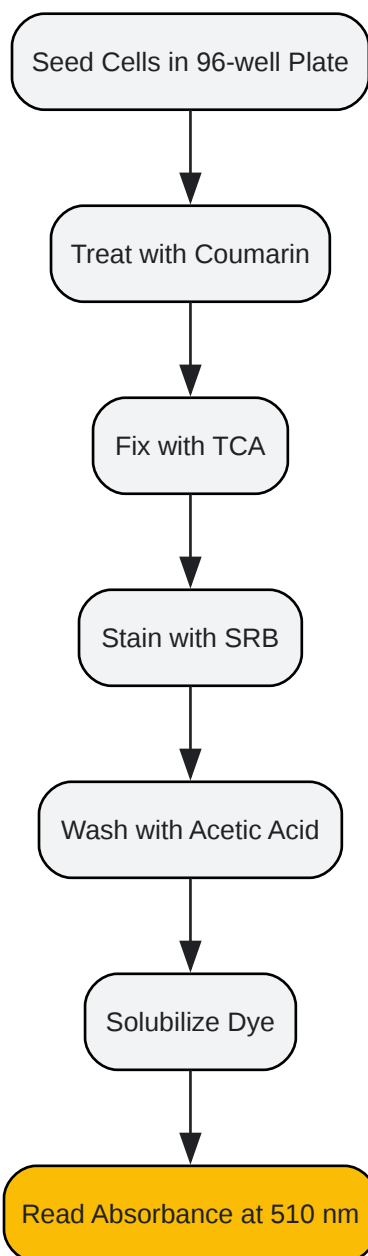 Seed Cells in 96-well Plate
Treat with Coumarin
Fix with TCA
Stain with SRB
Wash with Acetic Acid
Solubilize Dye
Read Absorbance at 510 nm